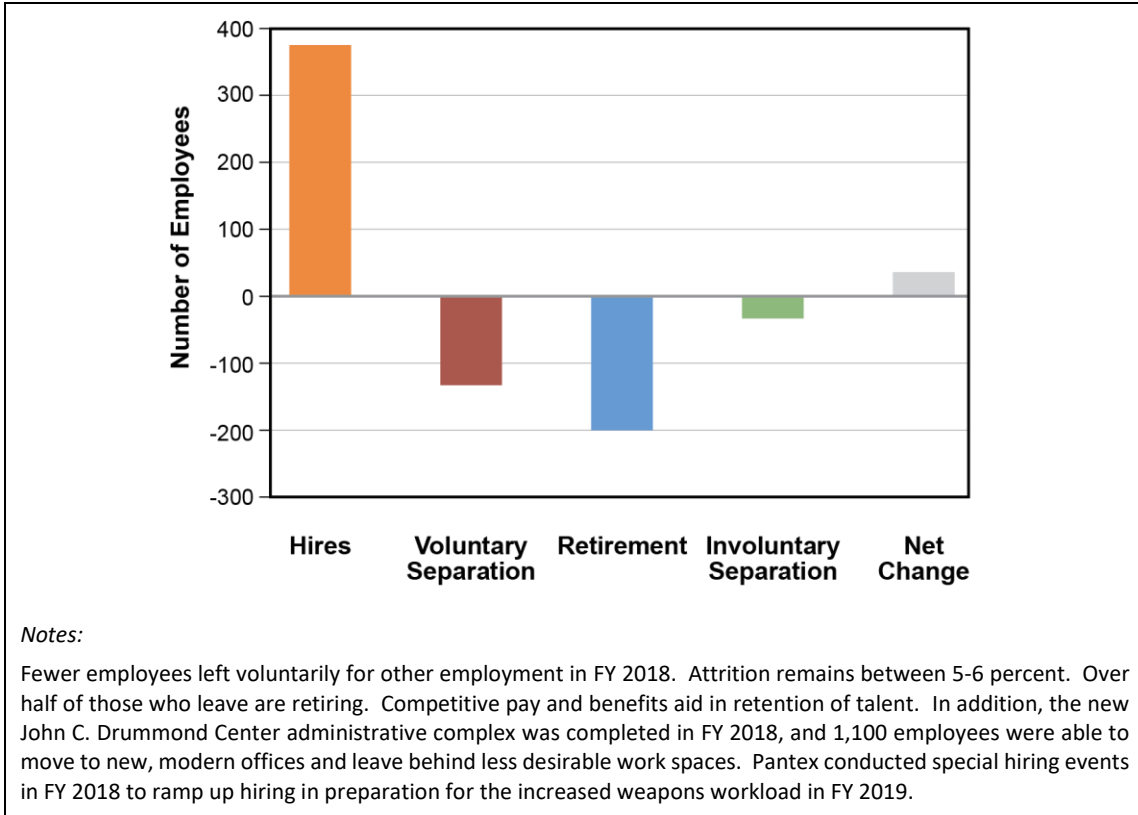 400
300
200
100
0
-100
-200
-300
Number of Employees
Hires
Voluntary
Separation
Retirement
Involuntary
Separation
Net
Change
Notes:
Fewer employees left voluntarily for other employment in FY 2018. Attrition remains between 5-6 percent. Over
half of those who leave are retiring. Competitive pay and benefits aid in retention of talent. In addition, the new
John C. Drummond Center administrative complex was completed in FY 2018, and 1,100 employees were able to
move to new, modern offices and leave behind less desirable work spaces. Pantex conducted special hiring events
in FY 2018 to ramp up hiring in preparation for the increased weapons workload in FY 2019.